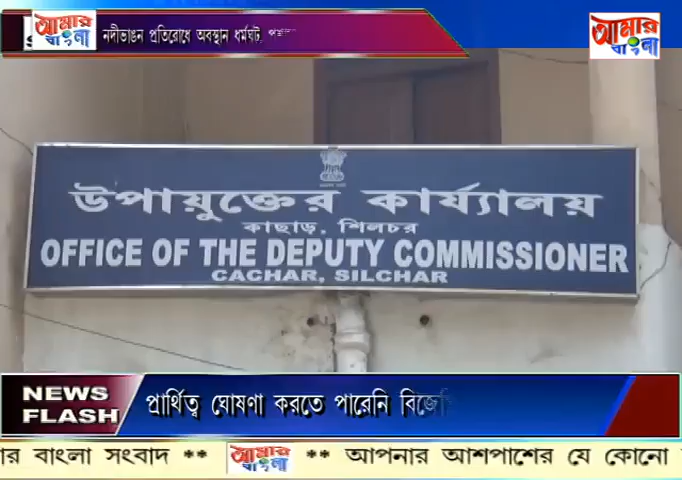 আমার
বাংলা
নদীভাঙন প্রতিরোধে অবস্থান ধর্মঘট,
আমার
বাংলা
উপায়ুক্তের কার্য্যালয়
কাছাড়, শিলচর
OFFICE OF THE DEPUTY COMMISSIONER
CACHAR, SILCHAR
NEWS
FLASH
প্রার্থিত্ব ঘোষণা করতে পারেনি
র বাংলা সংবাদ ** আমার বাংলা ** আপনার আশপাশের যে কোনো